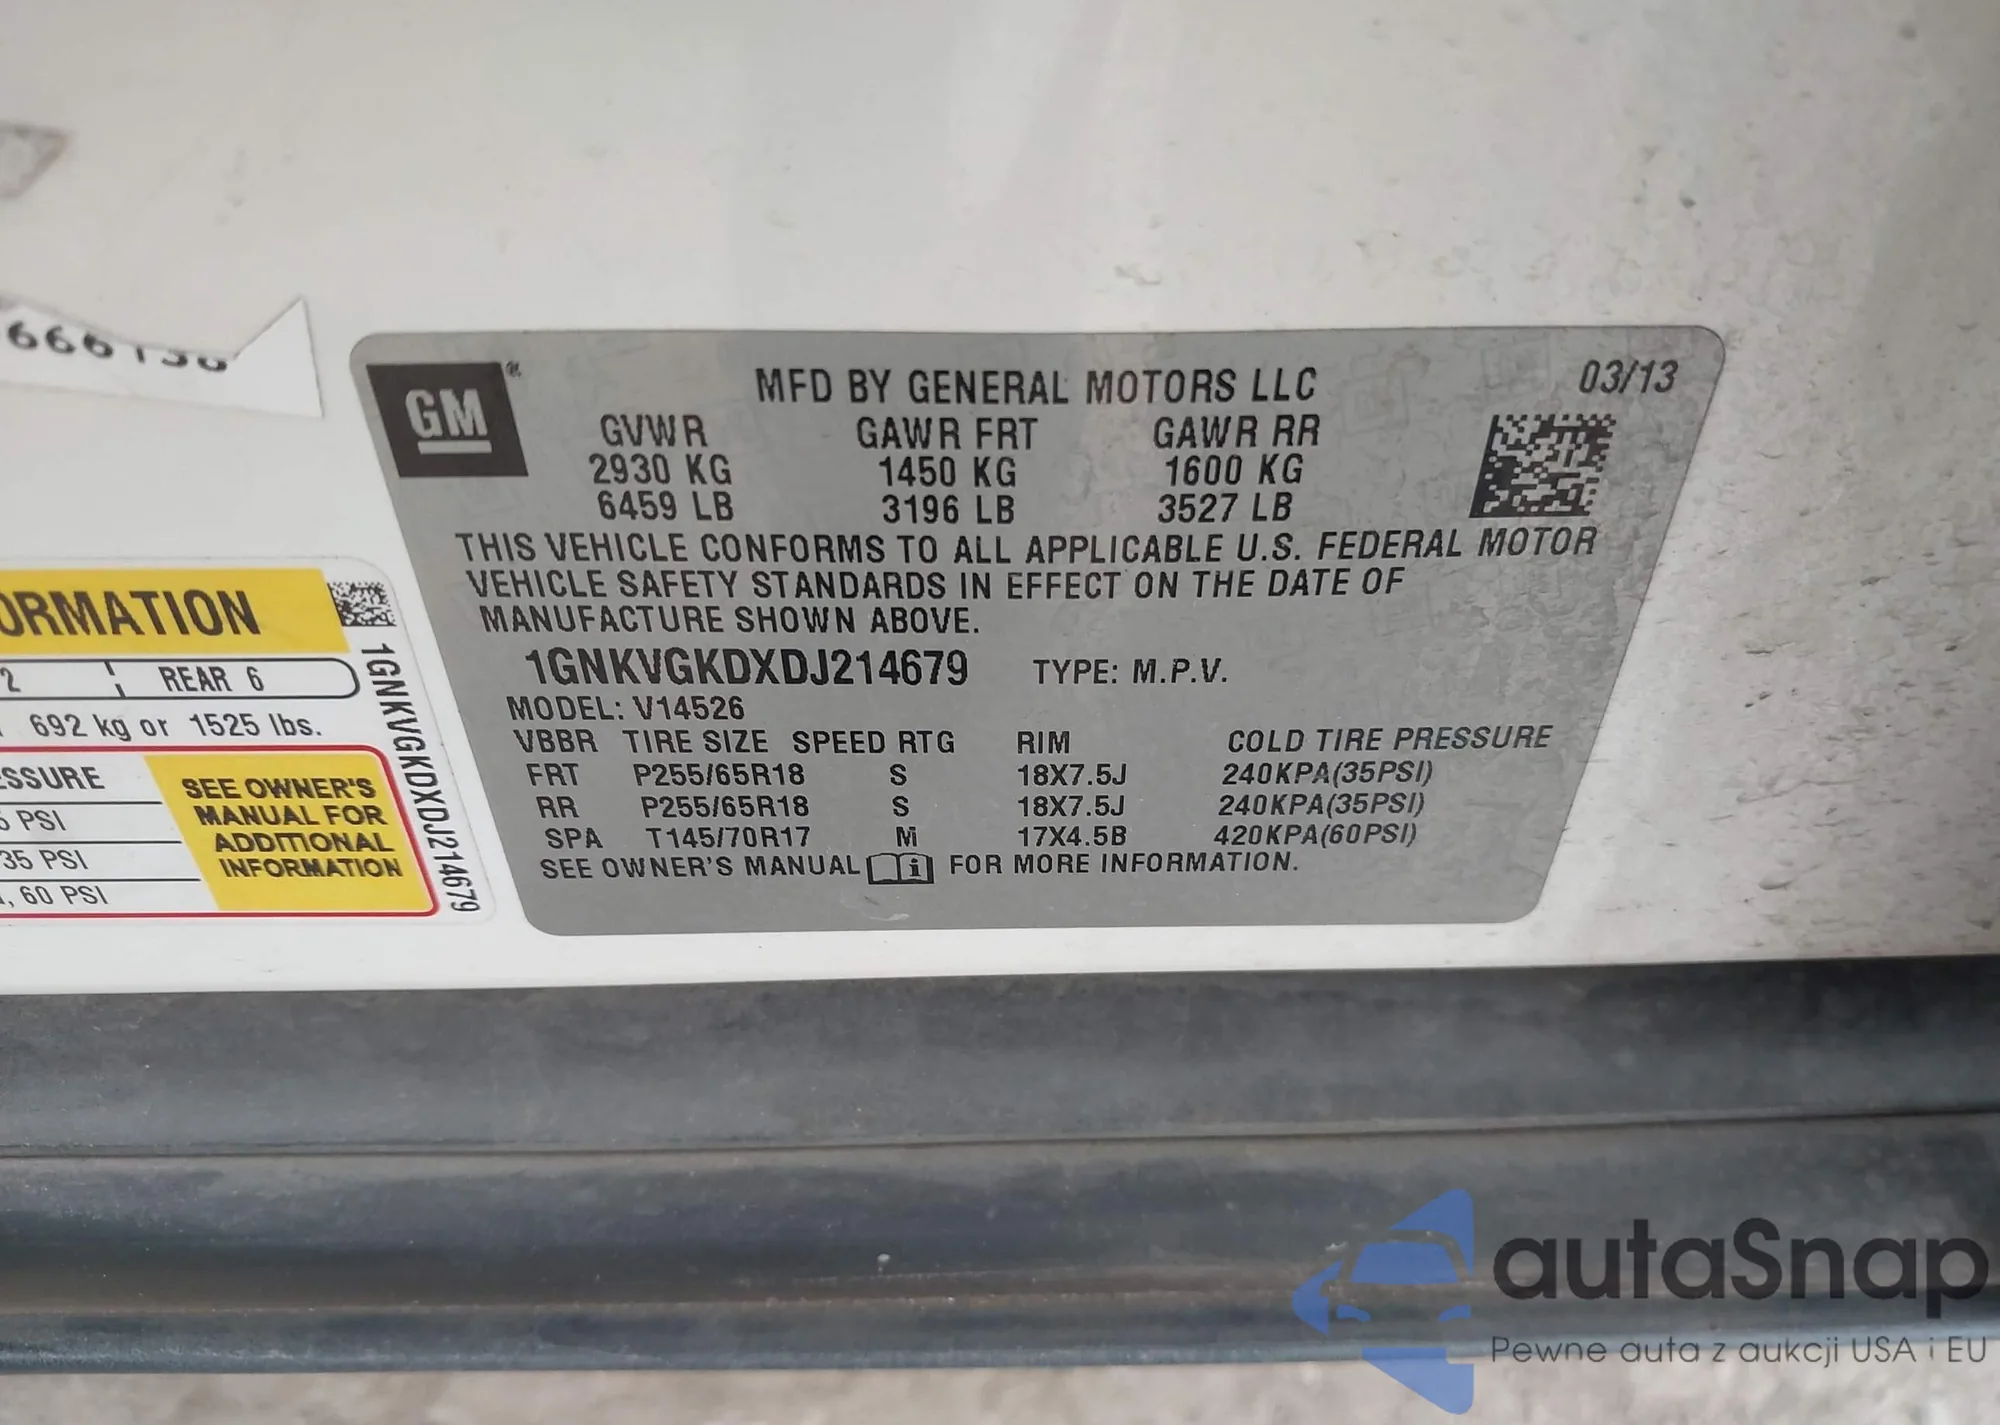 GM®
MFD BY GENERAL MOTORS LLC 03/13
GVWR GAWR FRT GAWR RR
2930 KG 1450 KG 1600 KG
6459 LB 3196 LB 3527 LB
THIS VEHICLE CONFORMS TO ALL APPLICABLE U.S. FEDERAL MOTOR
VEHICLE SAFETY STANDARDS IN EFFECT ON THE DATE OF
MANUFACTURE SHOWN ABOVE.
1GNKVGKDXDJ214679 TYPE: M.P.V.
MODEL: V14526
VBBR TIRE SIZE SPEED RTG RIM COLD TIRE PRESSURE
FRT P255/65R18 S 18X7.5J 240KPA(35PSI)
RR P255/65R18 S 18X7.5J 240KPA(35PSI)
SPA T145/70R17 M 17X4.5B 420KPA(60PSI)
SEE OWNER'S MANUAL i FOR MORE INFORMATION.
ORMATION
2 REAR 6
692 kg or 1525 lbs.
ESSURE
5 PSI
35 PSI
, 60 PSI
SEE OWNER'S
MANUAL FOR
ADDITIONAL
INFORMATION
1GNKVGKDXDJ214679
autaSnap
Pewne auta z aukcji USA i EU